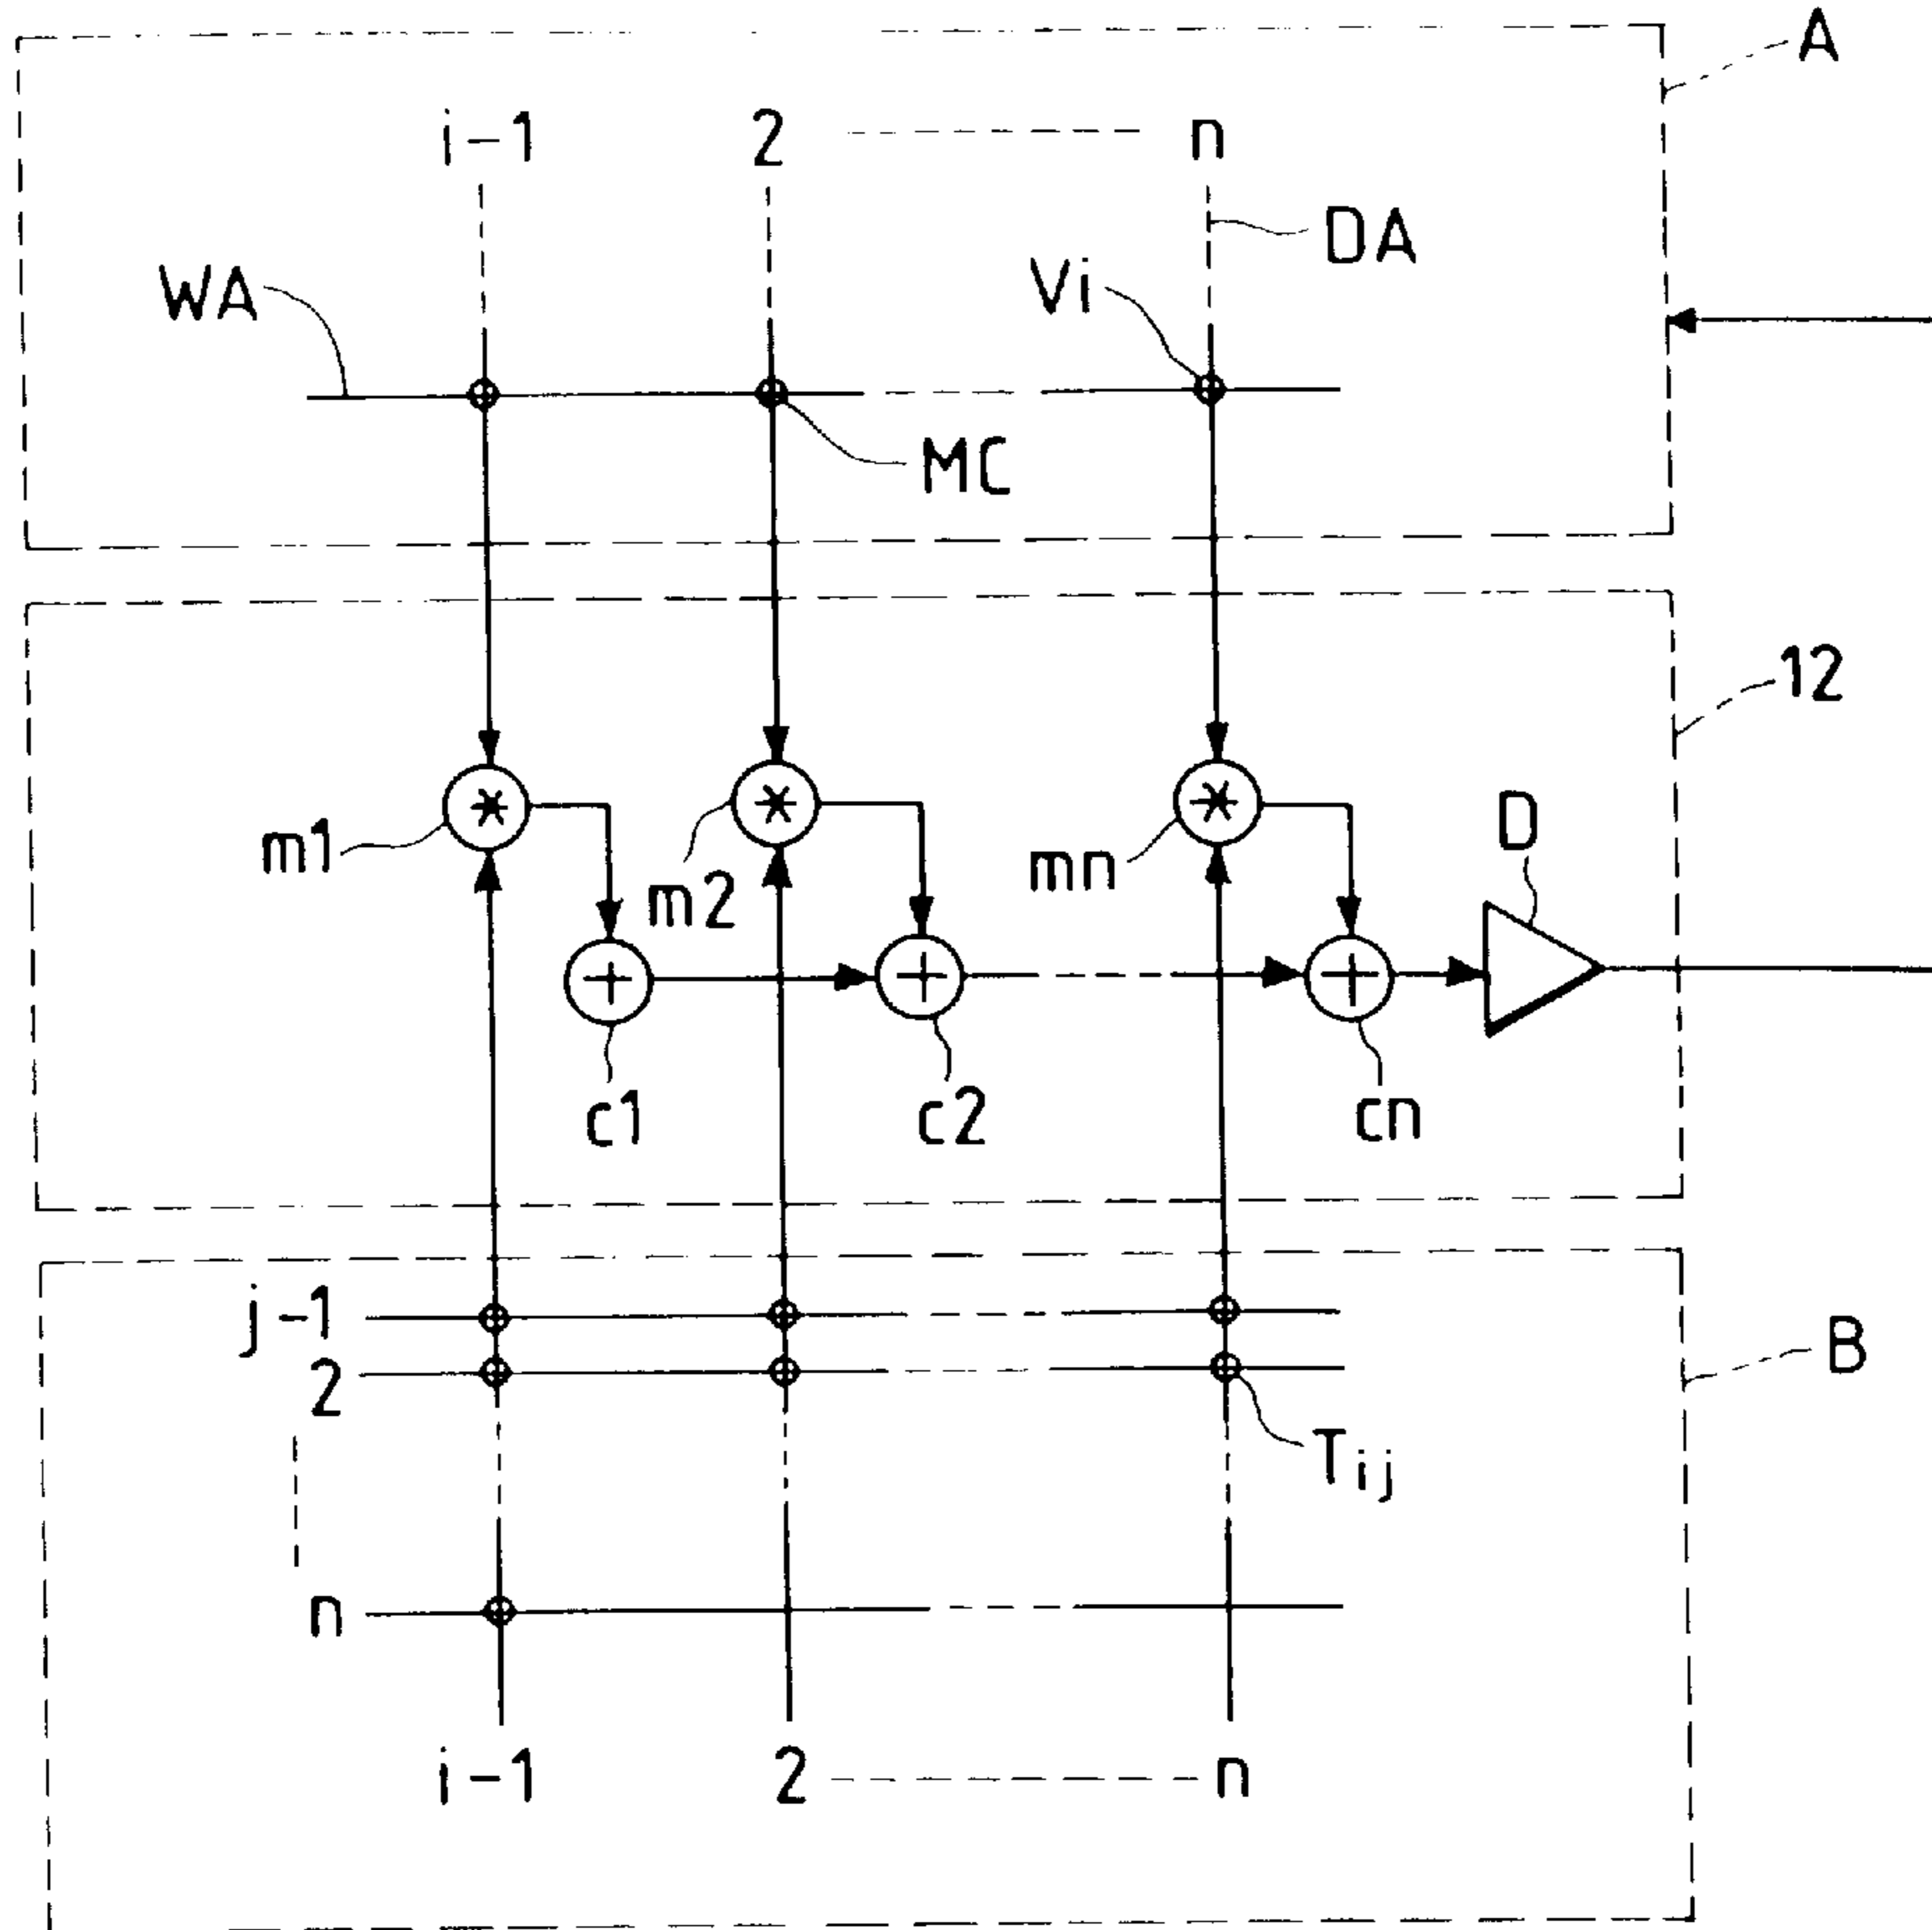 A
i-1 2 n
DA
WA
Vi
MC
12
* * *
m1
m2
mn
D
+ + +
c1 c2 cn
j-1
2
B
Tij
n
i-1 2 n